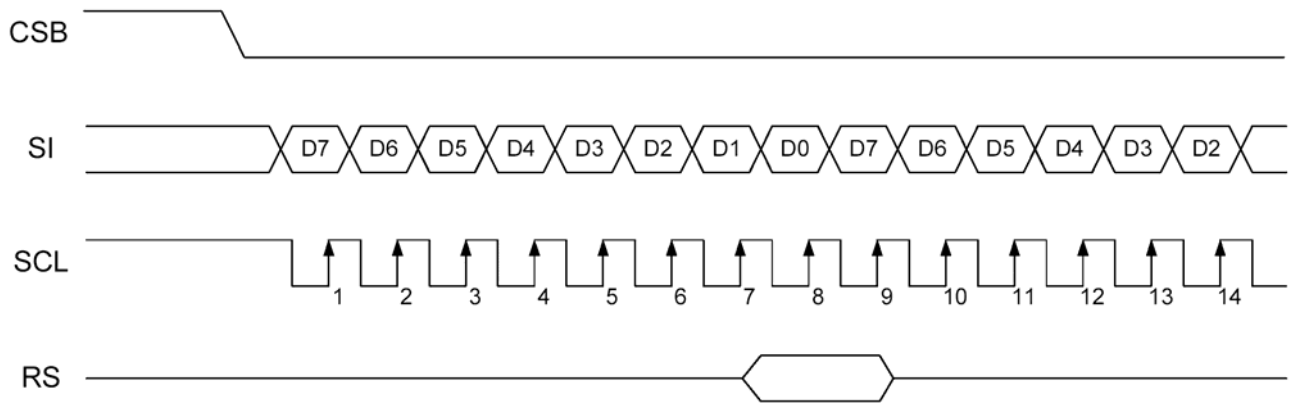 CSB
SI D7 D6 D5 D4 D3 D2 D1 D0 D7 D6 D5 D4 D3 D2
SCL
1 2 3 4 5 6 7 8 9 10 11 12 13 14
RS